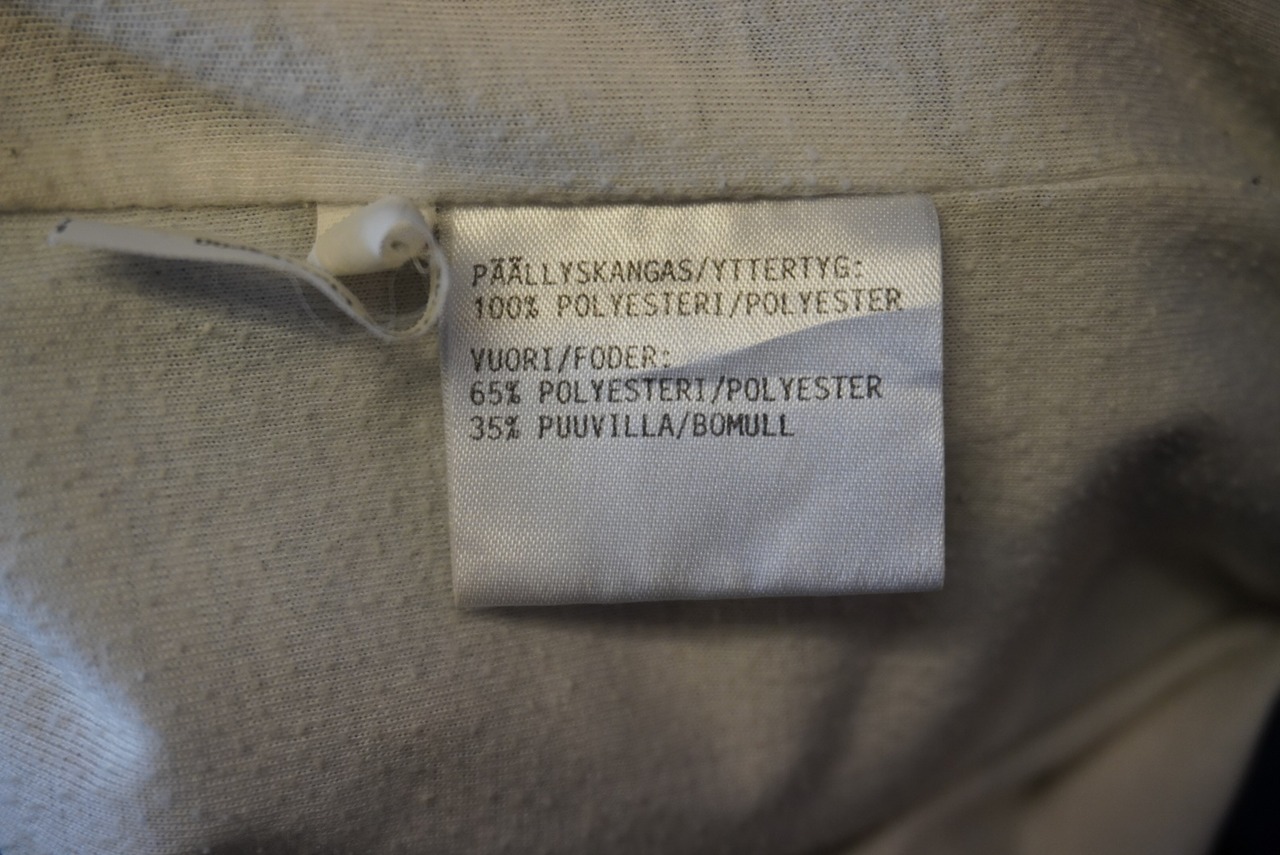 PÄÄLLYSKANGAS/YTTERTYG:
100% POLYESTERI/POLYESTER
VUORI/FODER:
65% POLYESTERI/POLYESTER
35% PUUVILLA/BOMULL